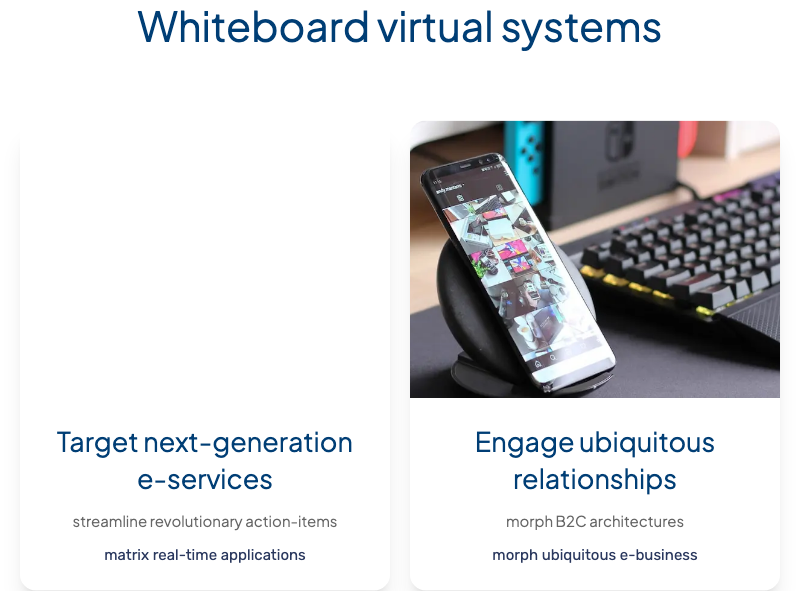 Whiteboard virtual systems
Target next-generation
e-services
streamline revolutionary action-items
matrix real-time applications
Engage ubiquitous
relationships
morph B2C architectures
morph ubiquitous e-business